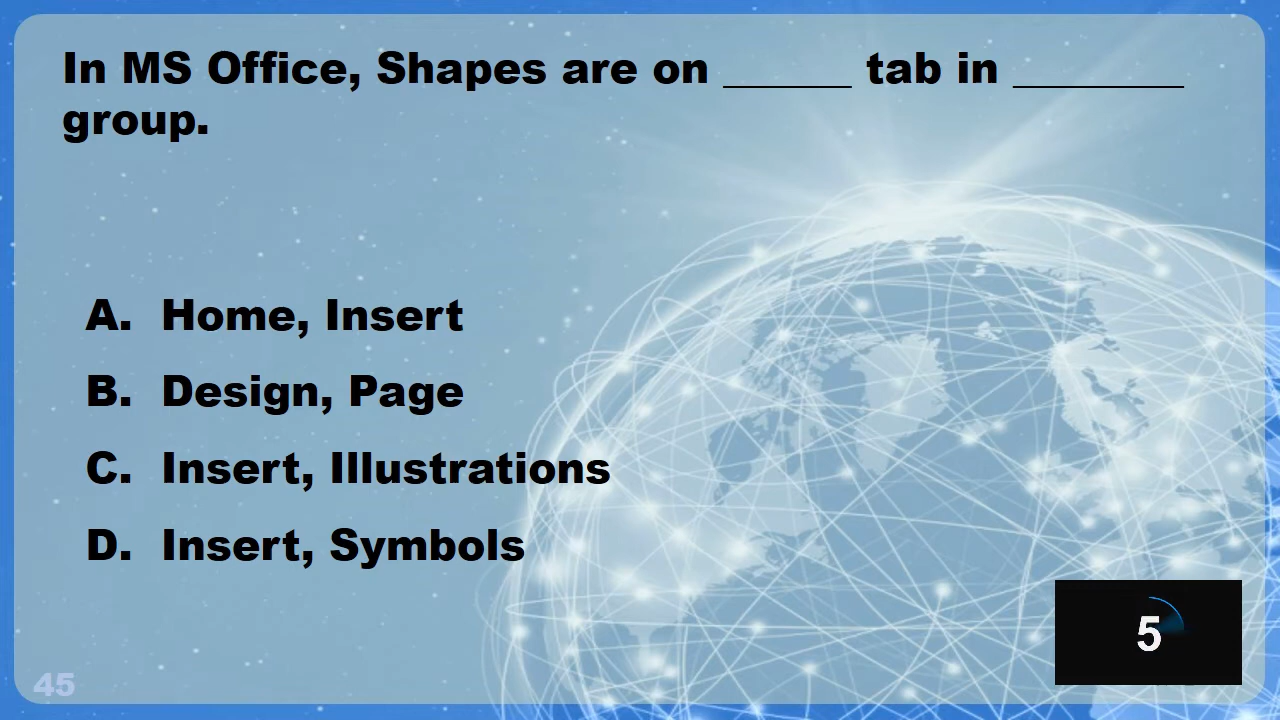 In MS Office, Shapes are on ______ tab in ________
group.
A. Home, Insert
B. Design, Page
C. Insert, Illustrations
D. Insert, Symbols
5
45